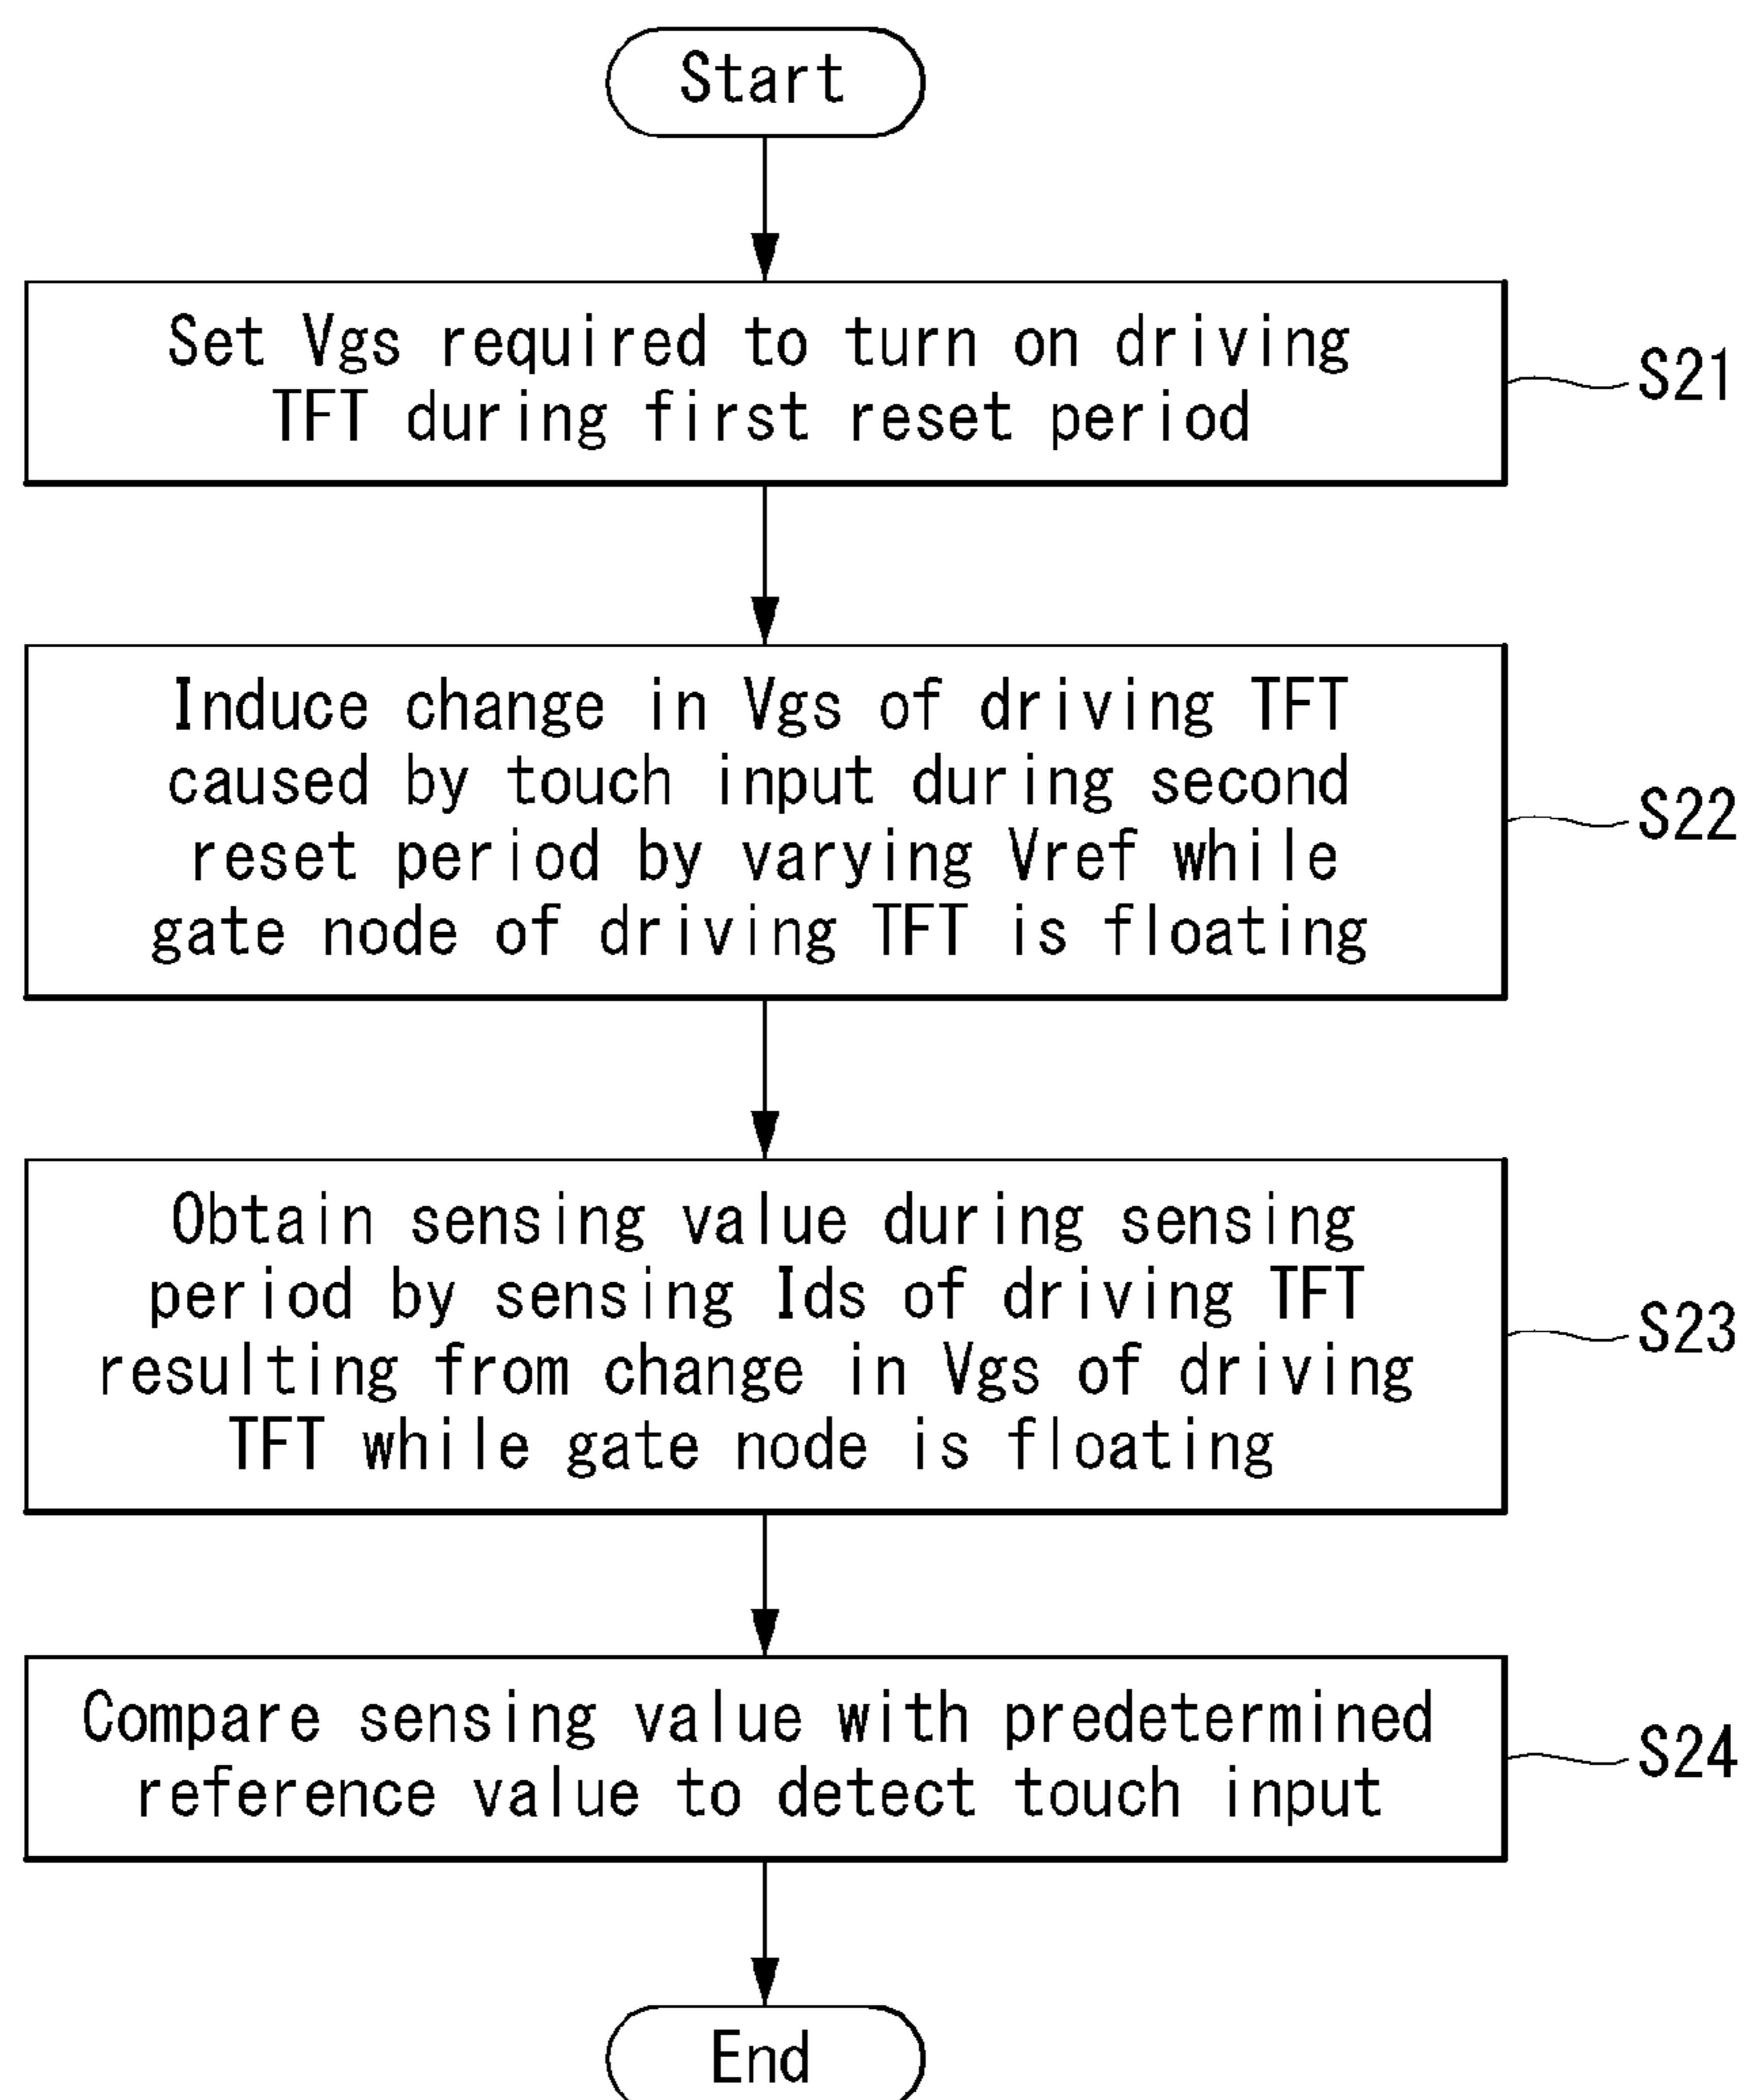 Start
Set Vgs required to turn on driving
TFT during first reset period
S21
Induce change in Vgs of driving TFT
caused by touch input during second
reset period by varying Vref while
gate node of driving TFT is floating
S22
Obtain sensing value during sensing
period by sensing Ids of driving TFT
resulting from change in Vgs of driving
TFT while gate node is floating
S23
Compare sensing value with predetermined
reference value to detect touch input
S24
End